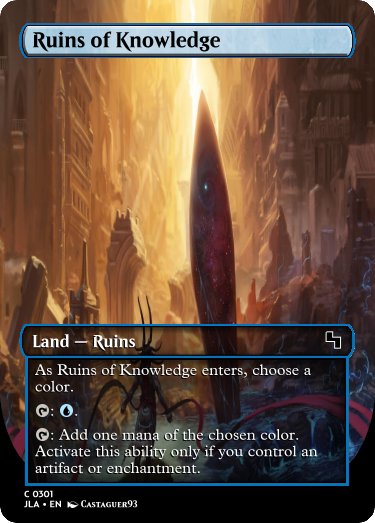 Ruins of Knowledge
Land — Ruins
As Ruins of Knowledge enters, choose a
color.
: .
: Add one mana of the chosen color.
Activate this ability only if you control an
artifact or enchantment.
C 0301
JLA • EN Castaguer93